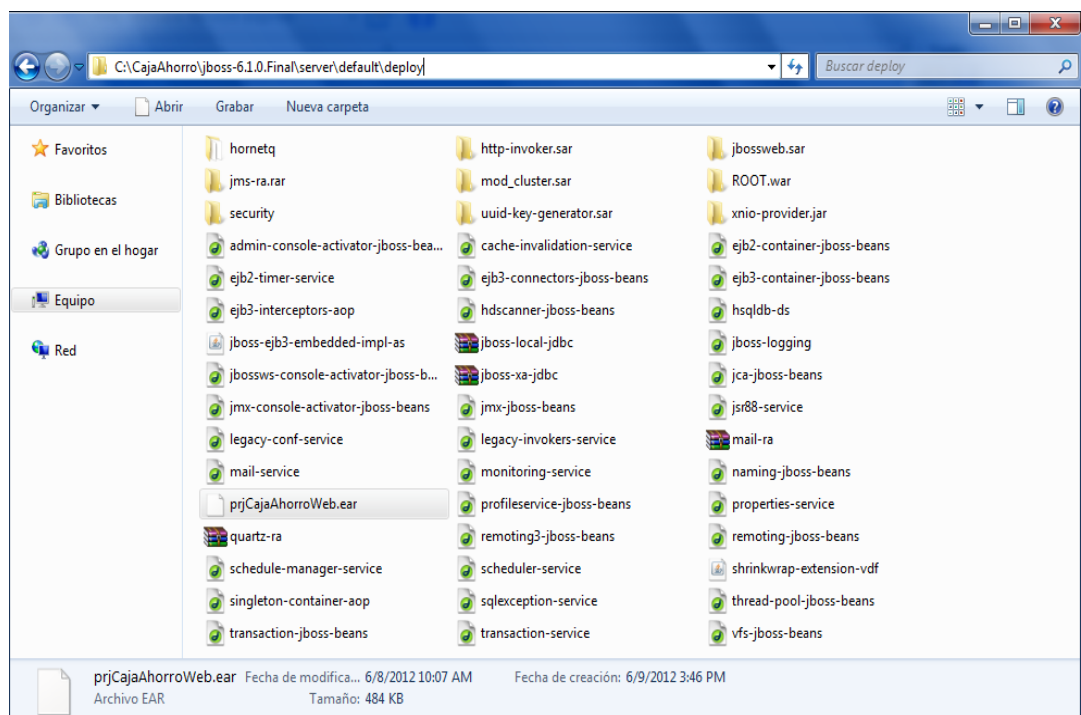 C:\CajaAhorro\jboss-6.1.0.Final\server\default\deploy
Buscar deploy
Organizar
Abrir
Grabar
Nueva carpeta
Favoritos
Bibliotecas
Grupo en el hogar
Equipo
Red
hornetq
http-invoker.sar
jbossweb.sar
jms-ra.rar
mod_cluster.sar
ROOT.war
security
uuid-key-generator.sar
xnio-provider.jar
admin-console-activator-jboss-bea...
cache-invalidation-service
ejb2-container-jboss-beans
ejb2-timer-service
ejb3-connectors-jboss-beans
ejb3-container-jboss-beans
ejb3-interceptors-aop
hdscanner-jboss-beans
hsqldb-ds
jboss-ejb3-embedded-impl-as
jboss-local-jdbc
jboss-logging
jbossws-console-activator-jboss-b...
jboss-xa-jdbc
jca-jboss-beans
jmx-console-activator-jboss-beans
jmx-jboss-beans
jsr88-service
legacy-conf-service
legacy-invokers-service
mail-ra
mail-service
monitoring-service
naming-jboss-beans
prjCajaAhorroWeb.ear
profileservice-jboss-beans
properties-service
quartz-ra
remoting3-jboss-beans
remoting-jboss-beans
schedule-manager-service
scheduler-service
shrinkwrap-extension-vdf
singleton-container-aop
sqlexception-service
thread-pool-jboss-beans
transaction-jboss-beans
transaction-service
vfs-jboss-beans
prjCajaAhorroWeb.ear Fecha de modifica... 6/8/2012 10:07 AM Fecha de creación: 6/9/2012 3:46 PM
Archivo EAR Tamaño: 484 KB